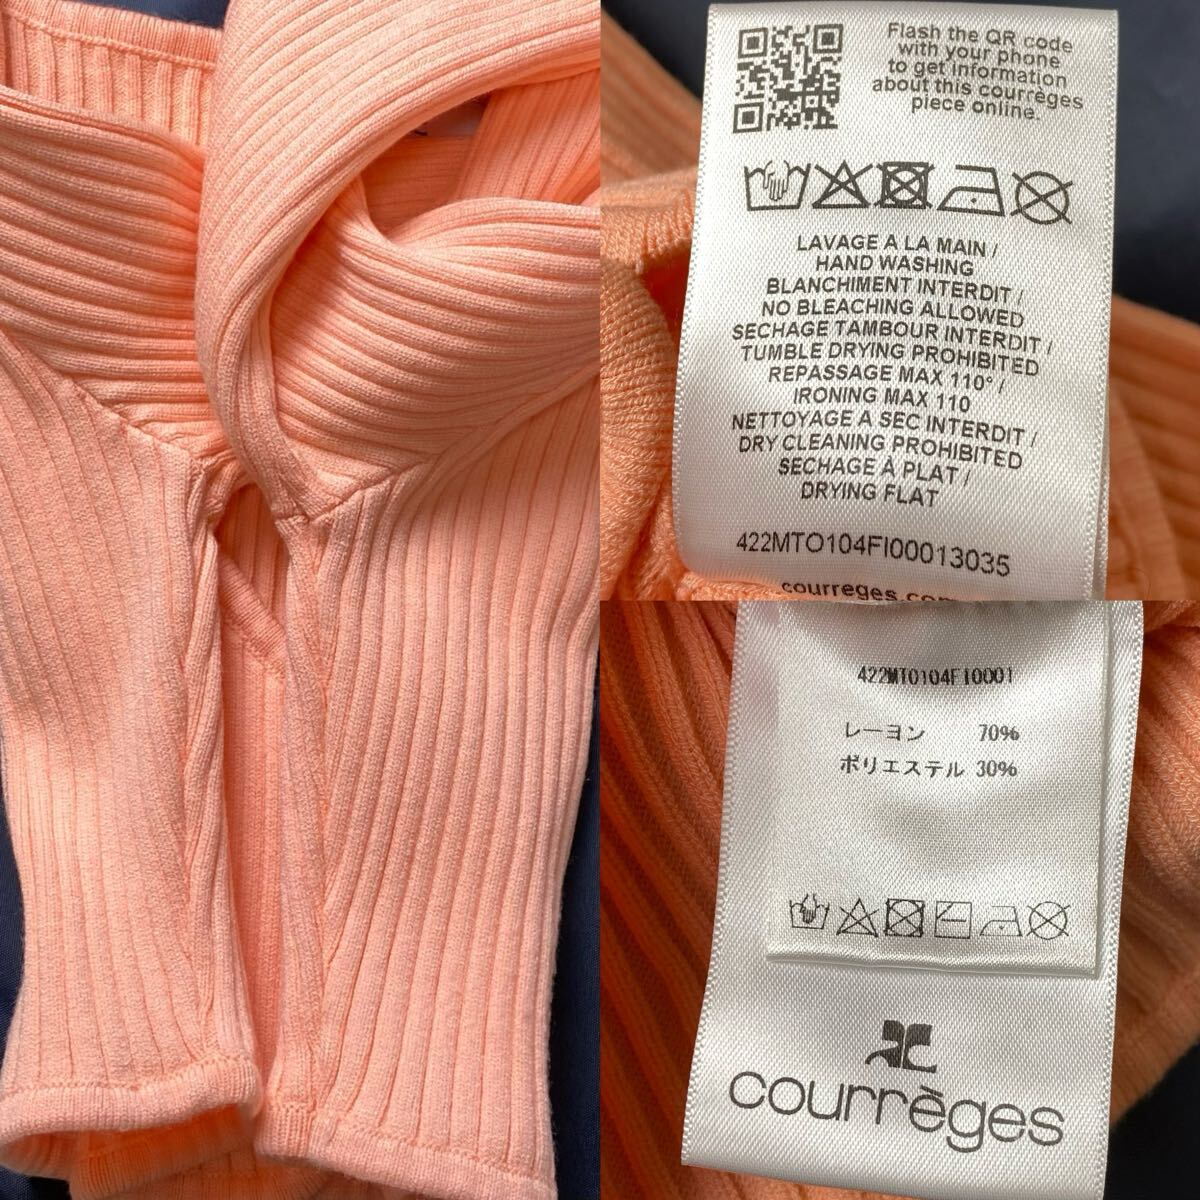 Flash the QR code
with your phone
to get information
about this courrèges
piece online.
LAVAGE A LA MAIN /
HAND WASHING
BLANCHIMENT INTERDIT /
NO BLEACHING ALLOWED
SECHAGE TAMBOUR INTERDIT /
TUMBLE DRYING PROHIBITED
REPASSAGE MAX 110° /
IRONING MAX 110
NETTOYAGE A SEC INTERDIT /
DRY CLEANING PROHIBITED
SECHAGE À PLAT /
DRYING FLAT
422MTO104FI00013035
courreges.com
422MTO104FI0001
レーヨン 70%
ポリエステル 30%
courrèges